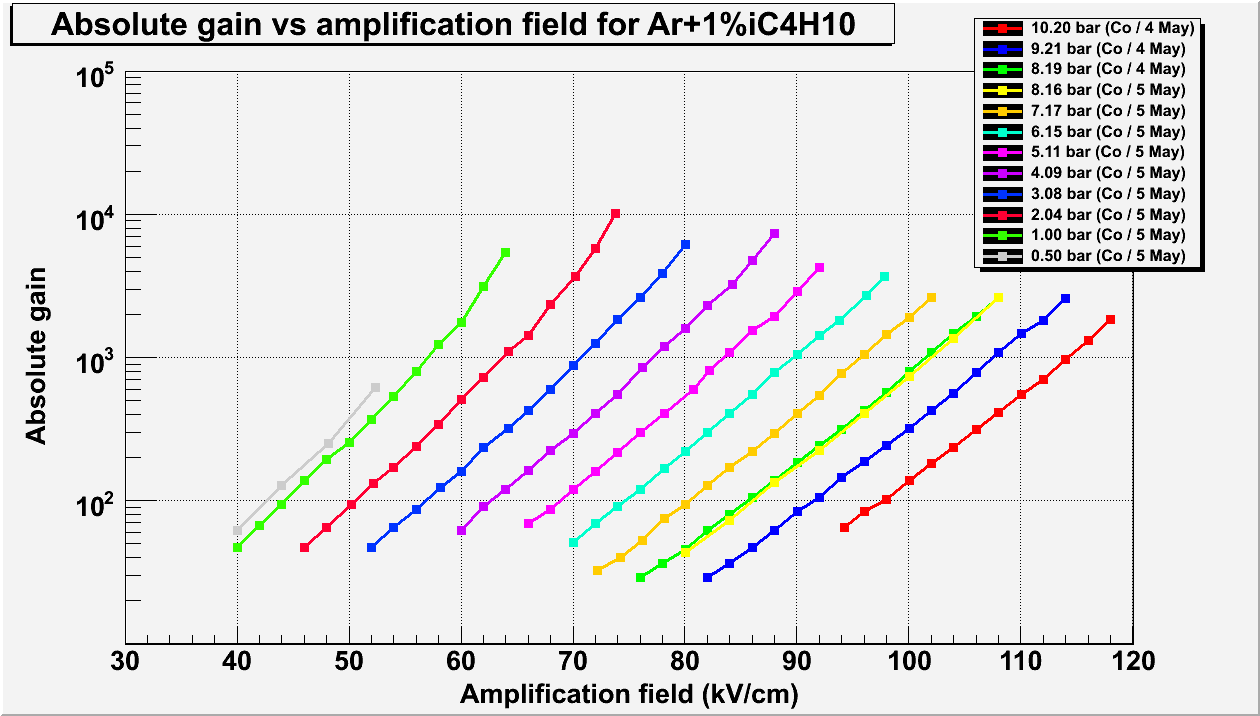 Absolute gain vs amplification field for Ar+1%iC4H10
10.20 bar (Co / 4 May)
9.21 bar (Co / 4 May)
8.19 bar (Co / 4 May)
8.16 bar (Co / 5 May)
7.17 bar (Co / 5 May)
6.15 bar (Co / 5 May)
5.11 bar (Co / 5 May)
4.09 bar (Co / 5 May)
3.08 bar (Co / 5 May)
2.04 bar (Co / 5 May)
1.00 bar (Co / 5 May)
0.50 bar (Co / 5 May)
Absolute gain
10^5
10^4
10^3
10^2
30 40 50 60 70 80 90 100 110 120
Amplification field (kV/cm)